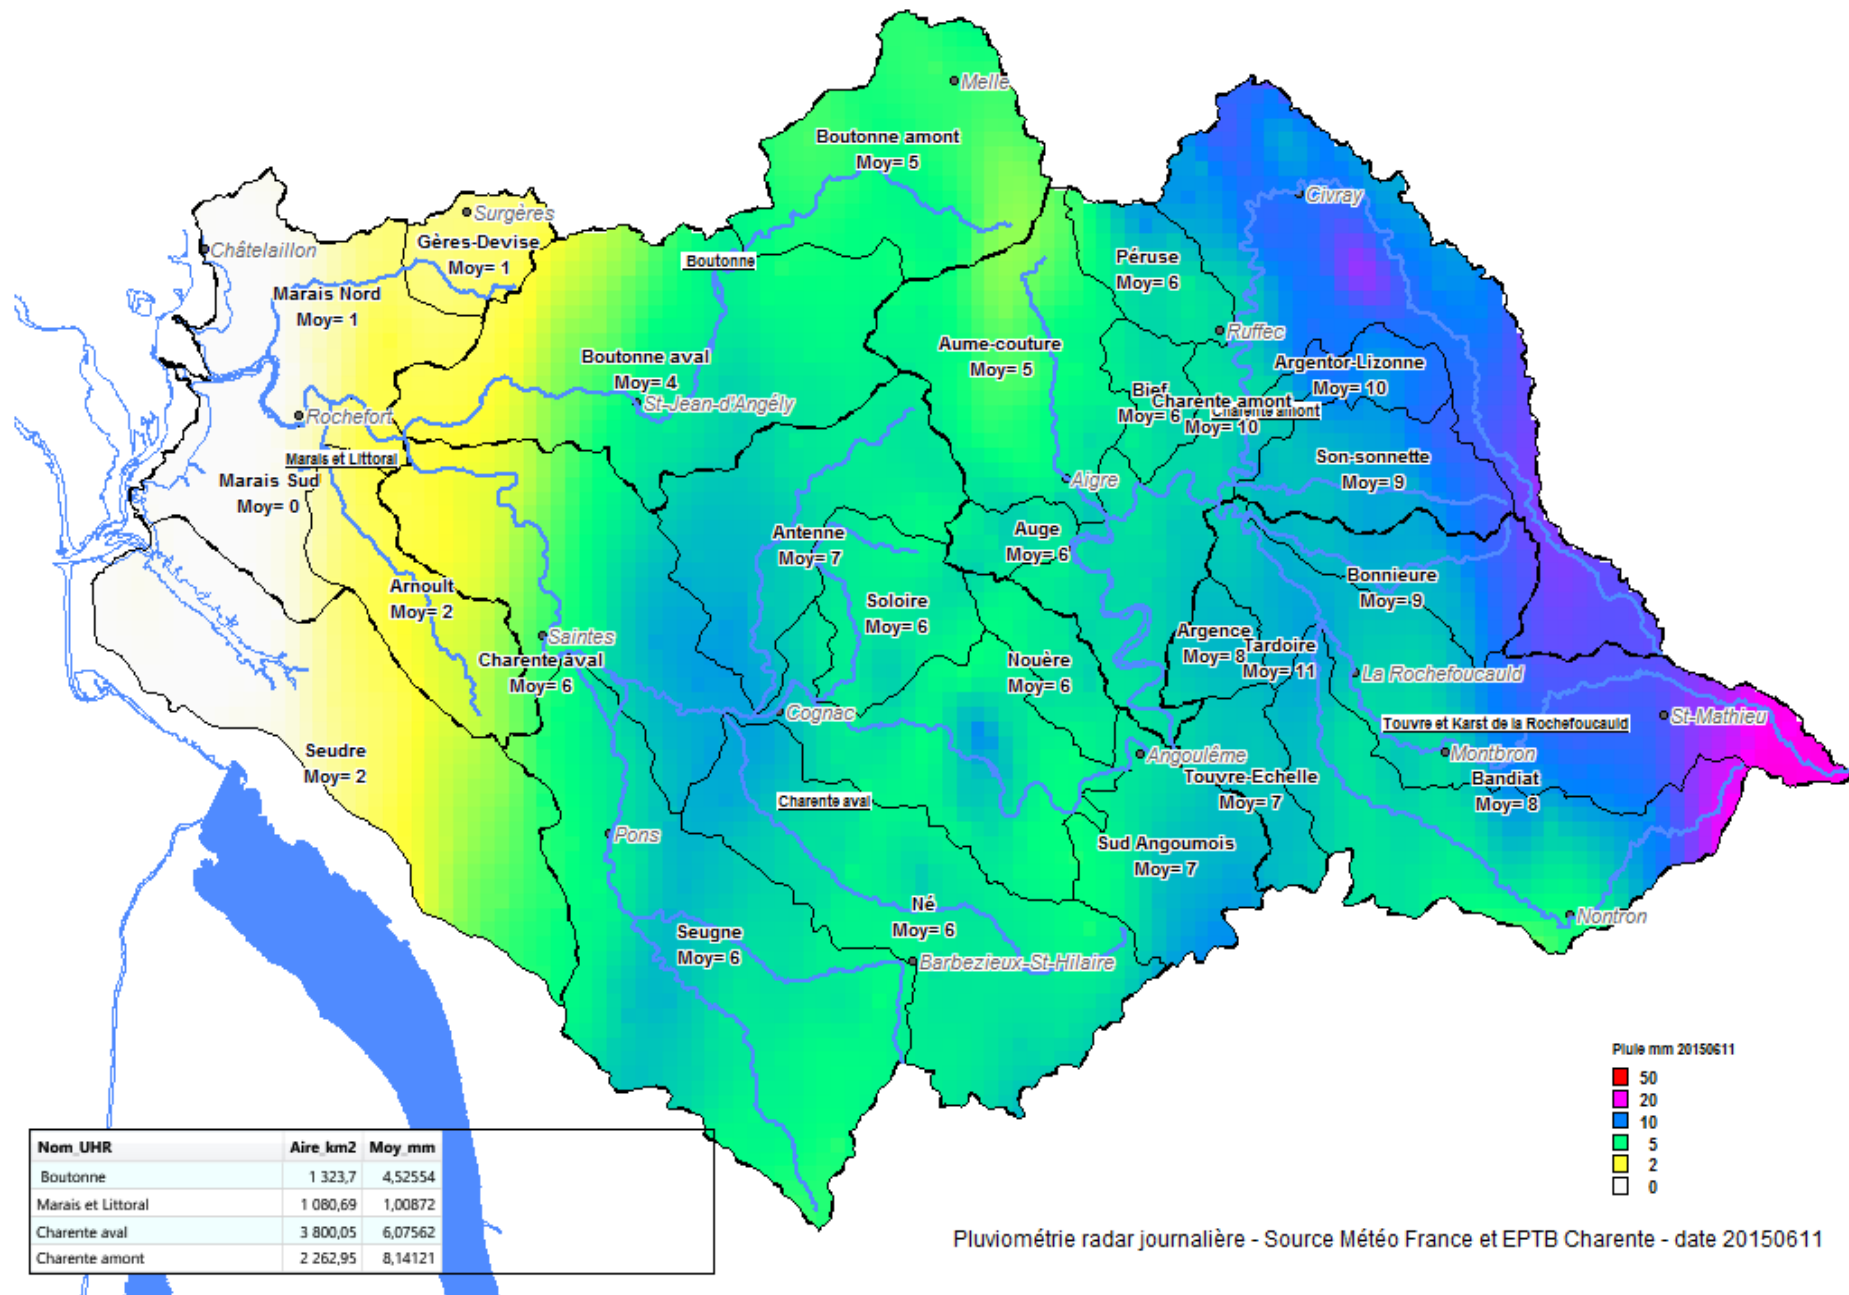 Melle
Boutonne amont
Moy= 5
Civray
Surgères
Châtelaillon
Gères-Devise
Moy= 1
Boutonne
Péruse
Moy= 6
Marais Nord
Moy= 1
Ruffec
Aume-couture
Moy= 5
Boutonne aval
Moy= 4
Argentor-Lizonne
Moy= 10
St-Jean-d'Angély
Bief
Moy= 6
Charente amont
Moy= 10
Charente amont
Rochefort
Marais et Littoral
Son-sonnette
Moy= 9
Marais Sud
Moy= 0
Aigre
Antenne
Moy= 7
Auge
Moy= 6
Arnoult
Moy= 2
Bonnieure
Moy= 9
Soloire
Moy= 6
Saintes
Argence
Moy= 8
Tardoire
Moy= 11
Charente aval
Moy= 6
Nouère
Moy= 6
La Rochefoucauld
Cognac
Touvre et Karst de la Rochefoucauld
St-Mathieu
Seudre
Moy= 2
Angoulême
Montbron
Touvre-Echelle
Moy= 7
Bandiat
Moy= 8
Charente aval
Pons
Sud Angoumois
Moy= 7
Né
Moy= 6
Nontron
Seugne
Moy= 6
Barbezieux-St-Hilaire
Pluie mm 20150611
50
20
10
5
2
0
Nom_UHR Aire_km2 Moy_mm
Boutonne 1 323,7 4,52554
Marais et Littoral 1 080,69 1,00872
Charente aval 3 800,05 6,07562
Charente amont 2 262,95 8,14121
Pluviométrie radar journalière - Source Météo France et EPTB Charente - date 20150611